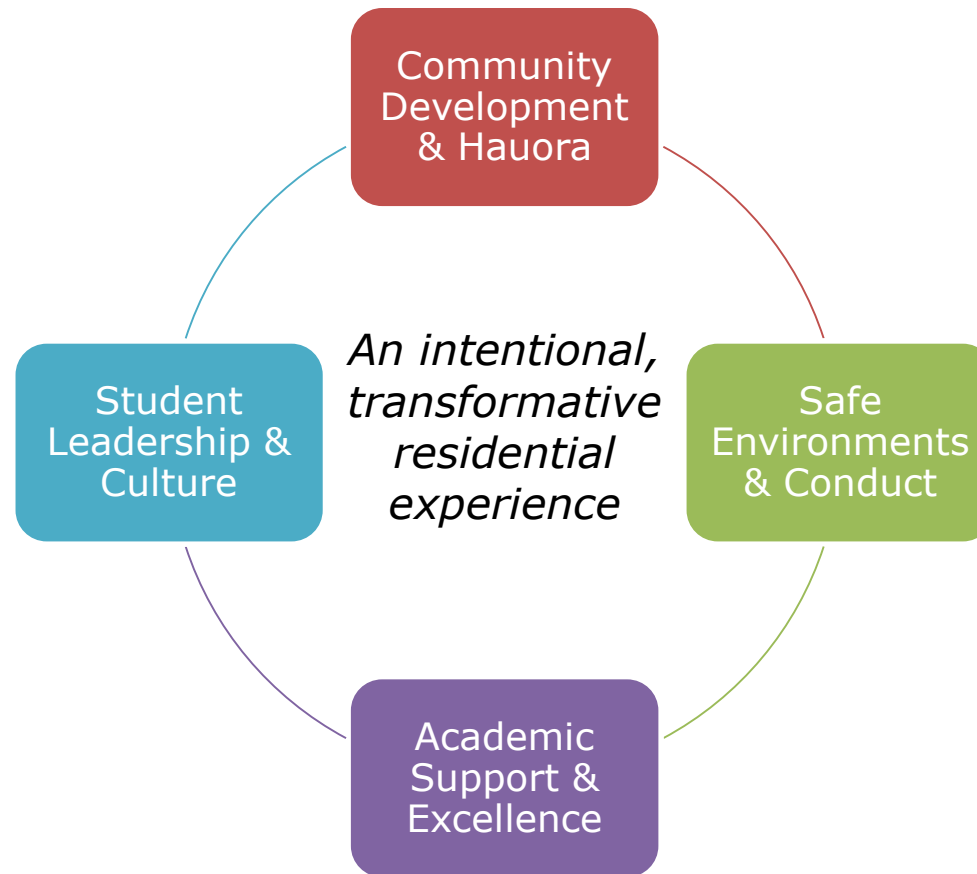 Community
Development
& Hauora
An intentional,
transformative
residential
experience
Student
Leadership &
Culture
Safe
Environments
& Conduct
Academic
Support &
Excellence